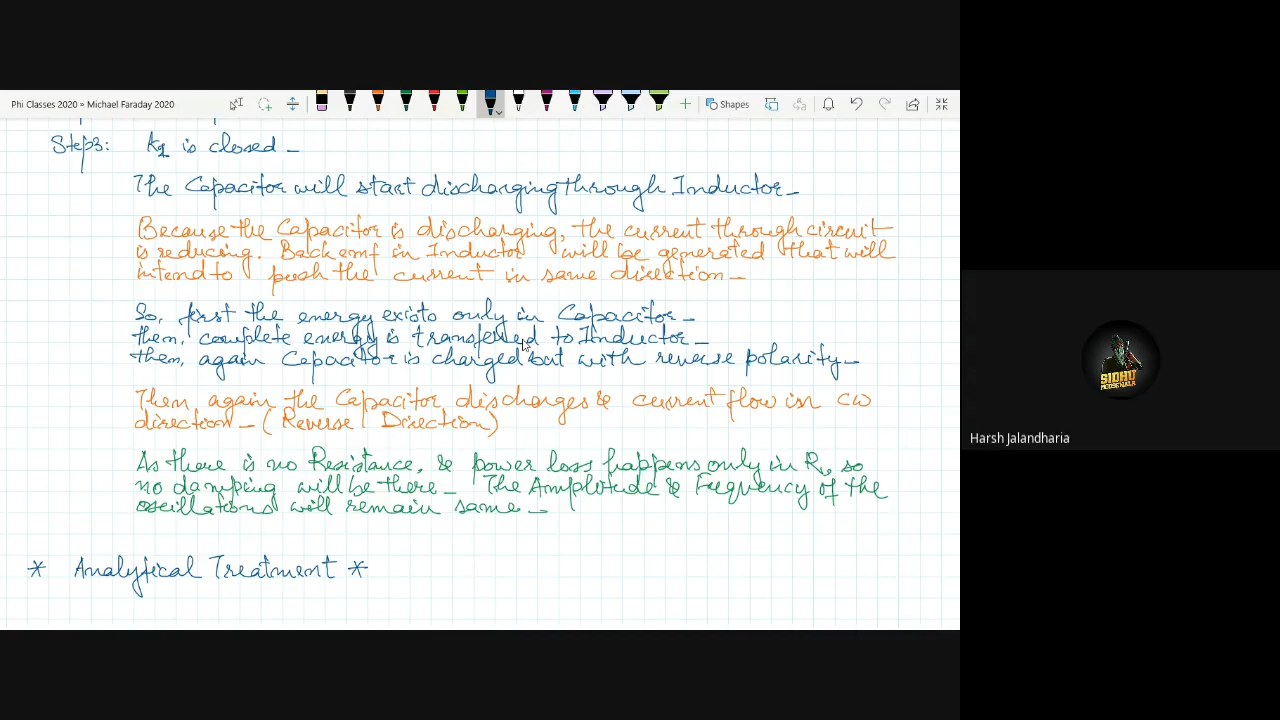 Phi Classes 2020 » Michael Faraday 2020
Shapes
Step3: K2 is closed -
The Capacitor will start discharging through Inductor -
Because the Capacitor is discharging, the current through circuit
is reducing. Back emf in Inductor will be generated that will
intend to push the current in same direction -
So, first the energy exists only in Capacitor -
then, complete energy is transferred to Inductor -
then, again Capacitor is charged but with reverse polarity -
Then again the Capacitor discharges & current flow in CW
direction - (Reverse Direction)
As there is no Resistance, & power loss happens only in R, so
no damping will be there - The Amplitude & Frequency of the
oscillations will remain same -
* Analytical Treatment *
SIDHU
MOOSE WALA
Harsh Jalandharia